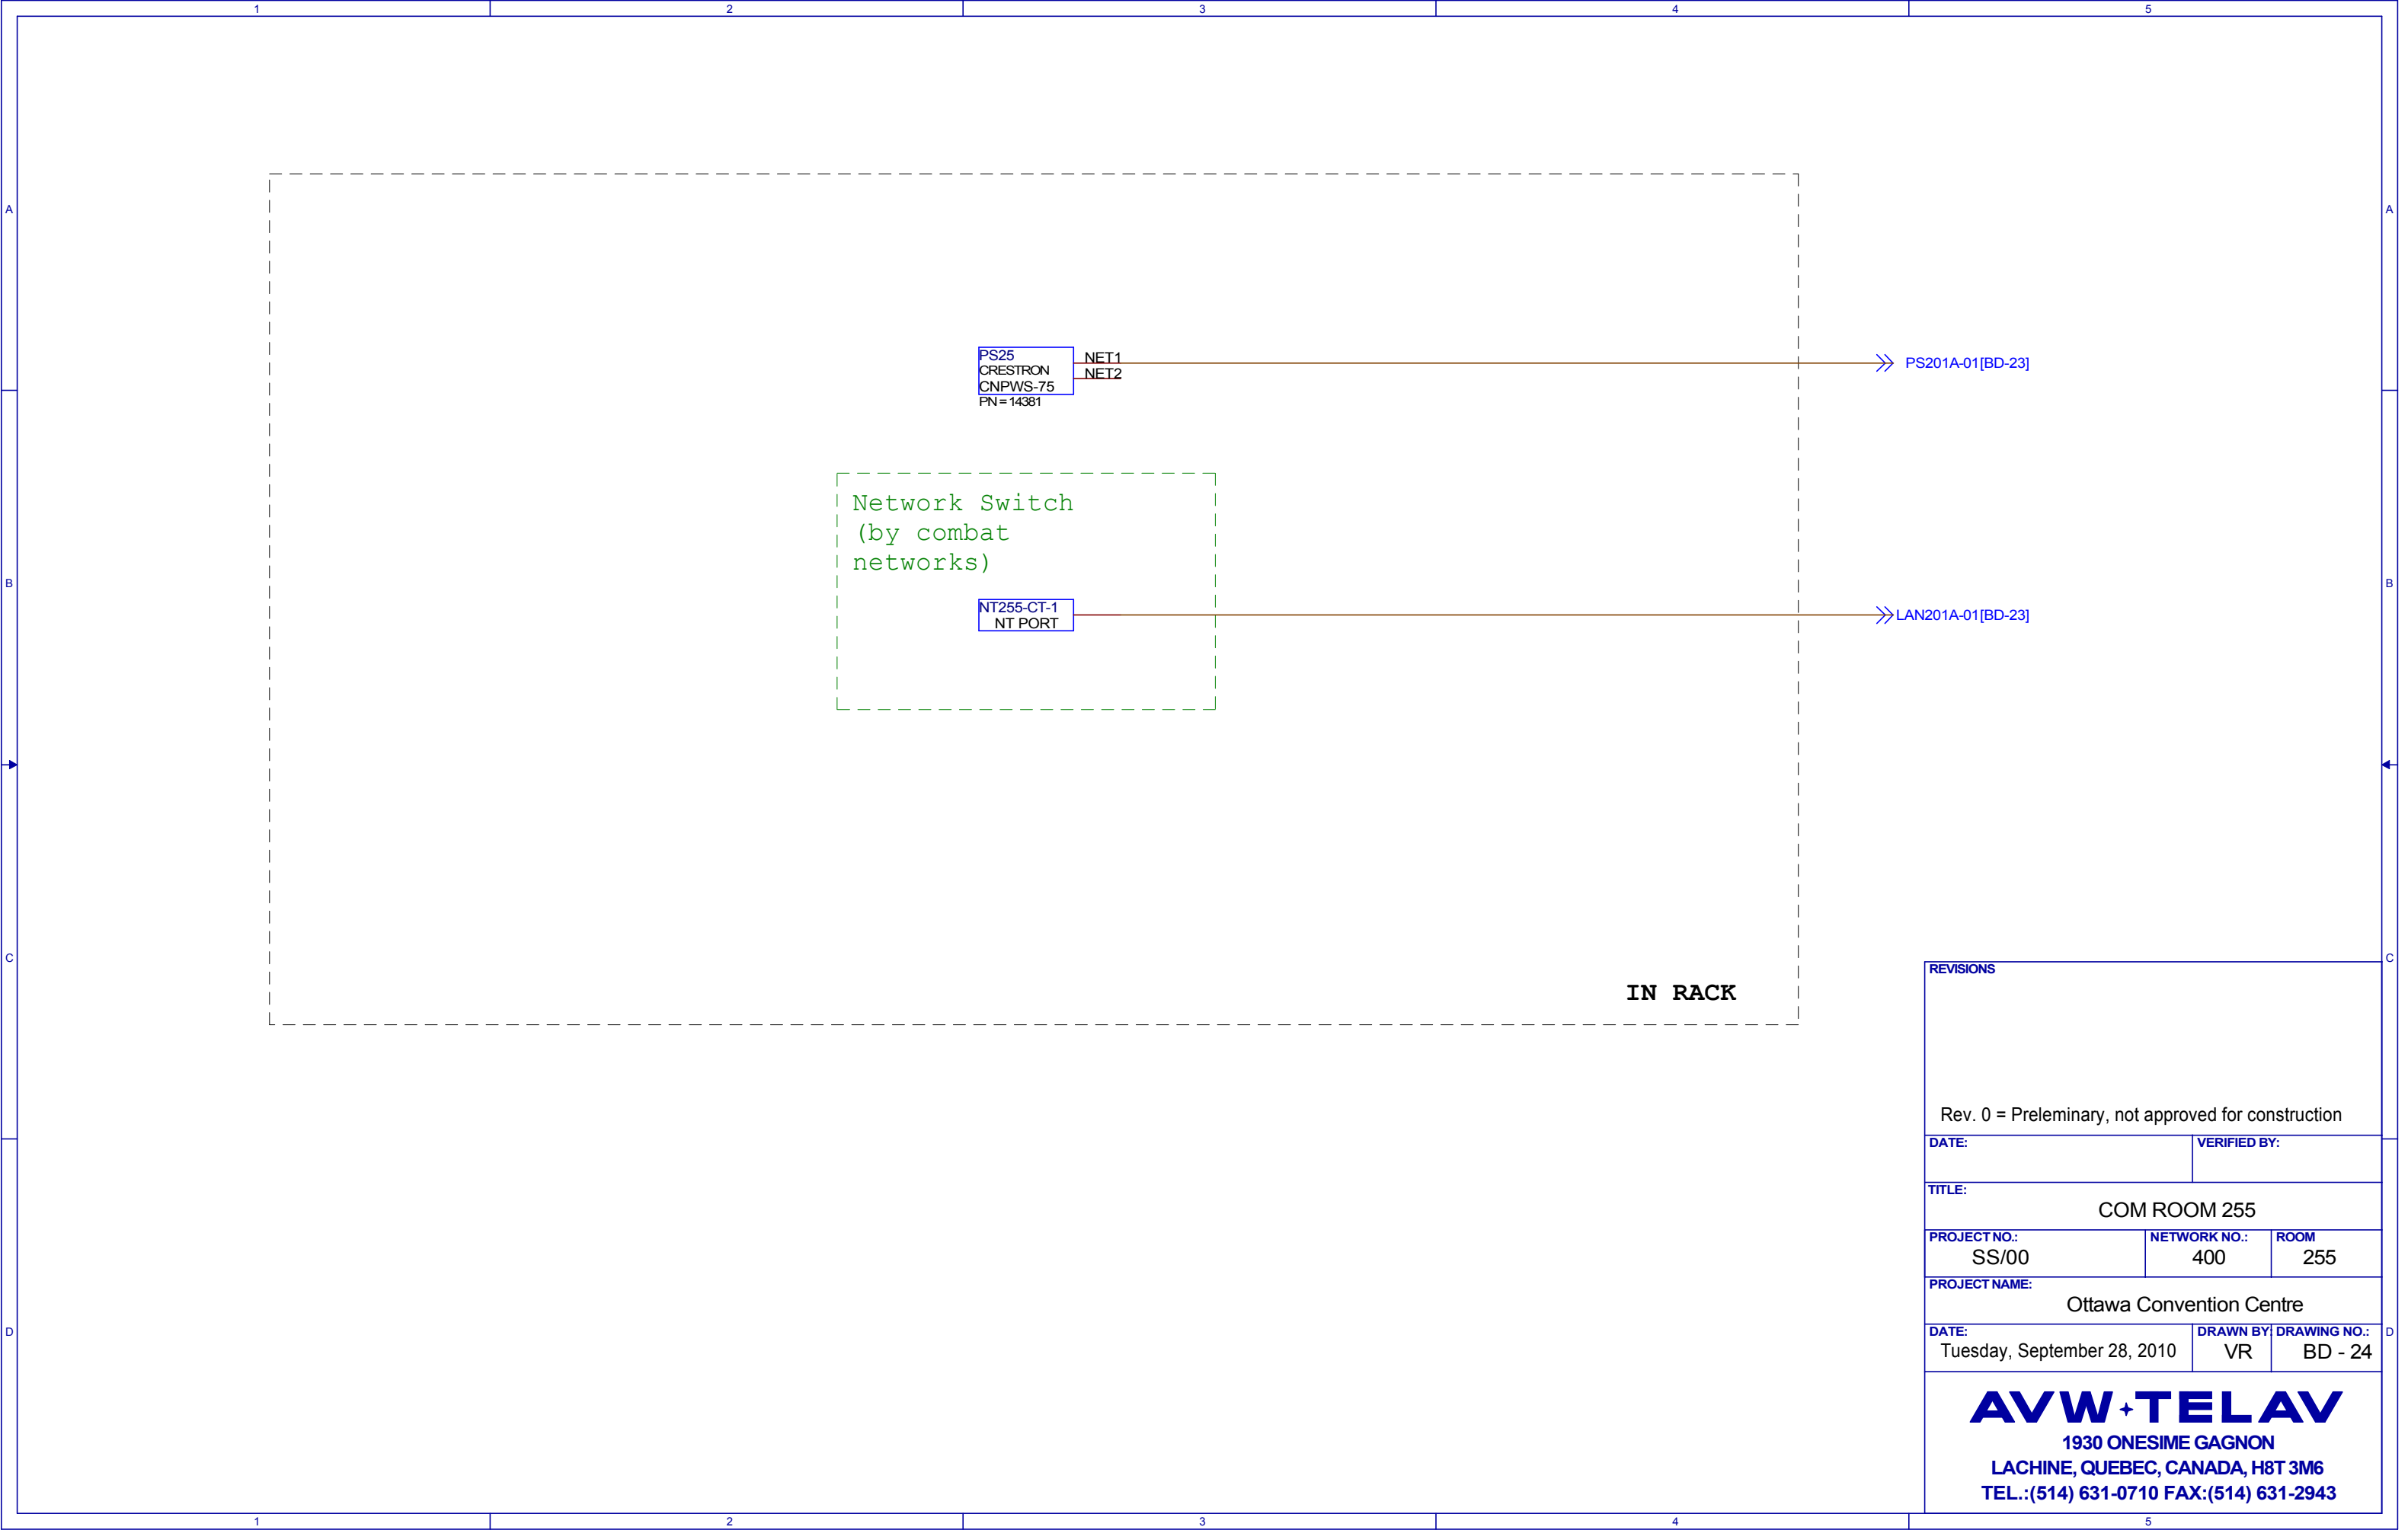 1 2 3 4 5
A A
PS25 NET1
CRESTRON NET2
CNPWS-75
PN=14381
PS201A-01[BD-23]
Network Switch
(by combat
networks)
B B
NT255-CT-1
NT PORT
LAN201A-01[BD-23]
C C
IN RACK
REVISIONS
Rev. 0 = Preleminary, not approved for construction
DATE: VERIFIED BY:
TITLE:
COM ROOM 255
PROJECT NO.: NETWORK NO.: ROOM
SS/00 400 255
PROJECT NAME:
Ottawa Convention Centre
D D
DATE: DRAWN BY: DRAWING NO.:
Tuesday, September 28, 2010 VR BD - 24
AVW TELAV
1930 ONESIME GAGNON
LACHINE, QUEBEC, CANADA, H8T 3M6
TEL.:(514) 631-0710 FAX:(514) 631-2943
1 2 3 4 5